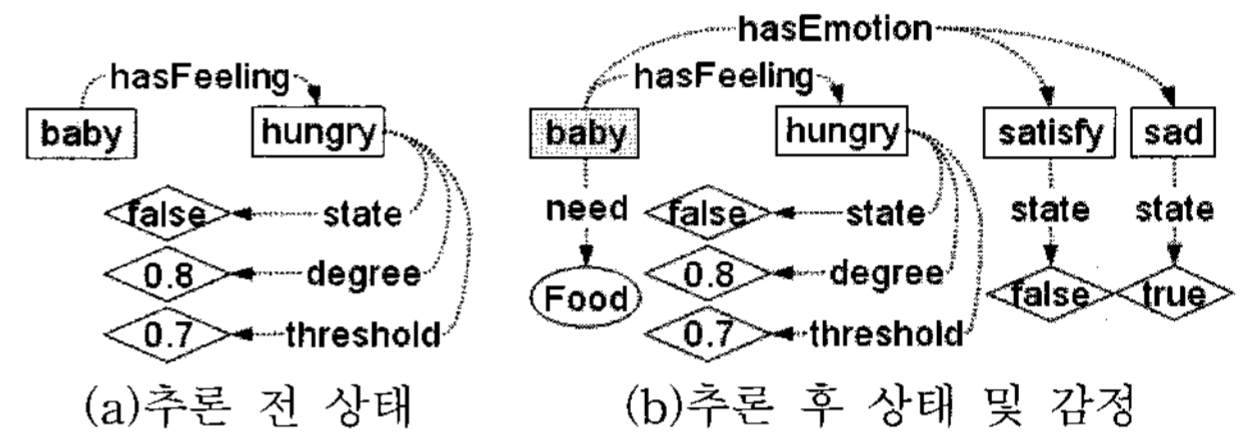 hasFeeling
baby
hungry
false
state
0.8
degree
0.7
threshold
(a)추론 전 상태
hasEmotion
hasFeeling
baby
hungry
satisfy
sad
need
false
state
state
state
0.8
degree
false
true
Food
0.7
threshold
(b)추론 후 상태 및 감정